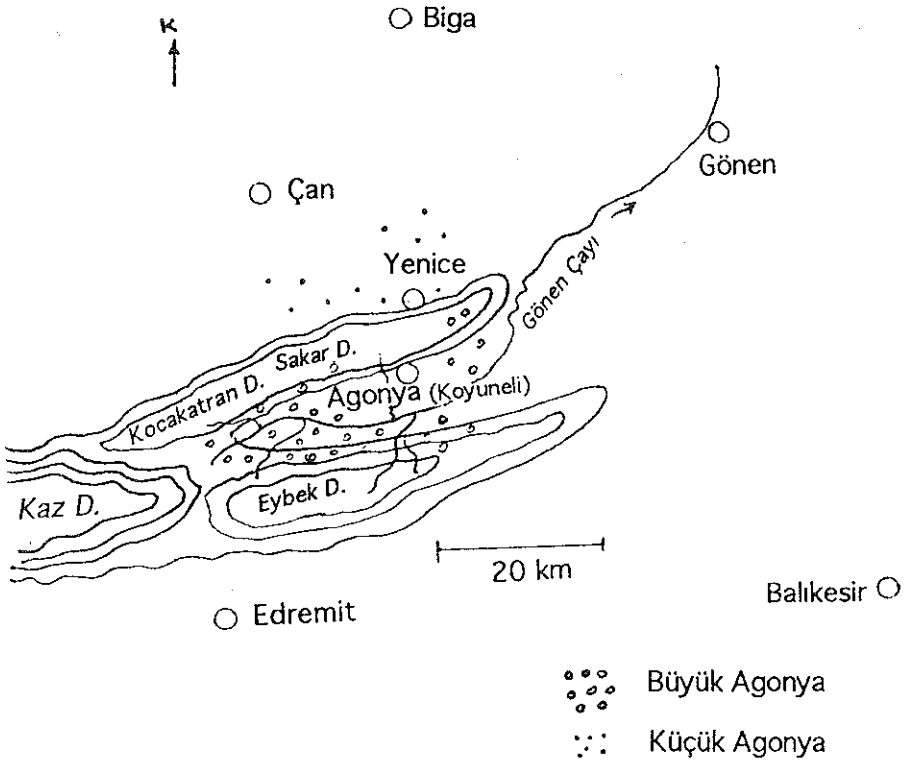 Biga
K
Gönen
Çan
Yenice
Gönen Çayı
Sakar D.
Kocakatran D.
Agonya (Koyuneli)
Kaz D.
Eybek D.
20 km
Balıkesir
Edremit
Büyük Agonya
Küçük Agonya